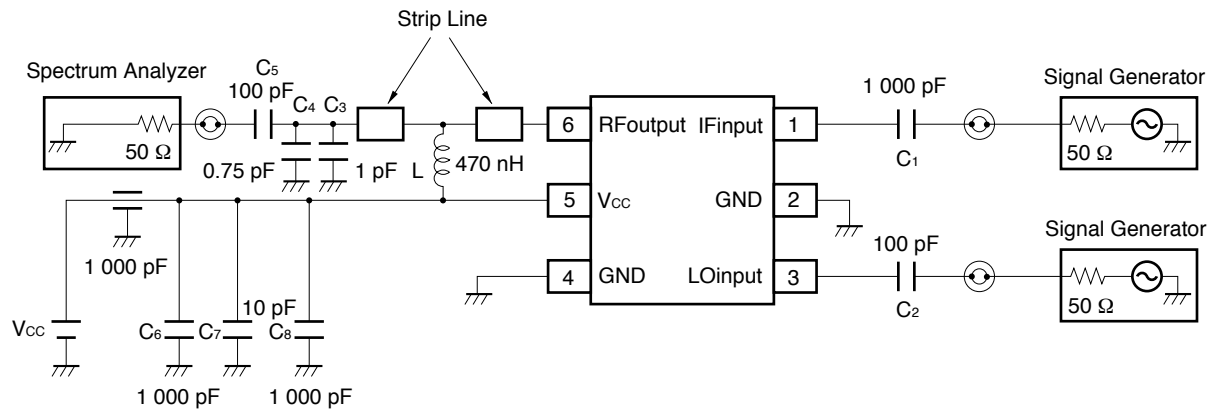 Strip Line
Spectrum Analyzer
C5
100 pF
C4
C3
50 Ω
0.75 pF
1 pF
L
470 nH
6
RFoutput
IFinput
1
5
VCC
GND
2
4
GND
LOinput
3
1 000 pF
C1
Signal Generator
50 Ω
100 pF
C2
Signal Generator
50 Ω
1 000 pF
VCC
C6
C7
10 pF
C8
1 000 pF
1 000 pF